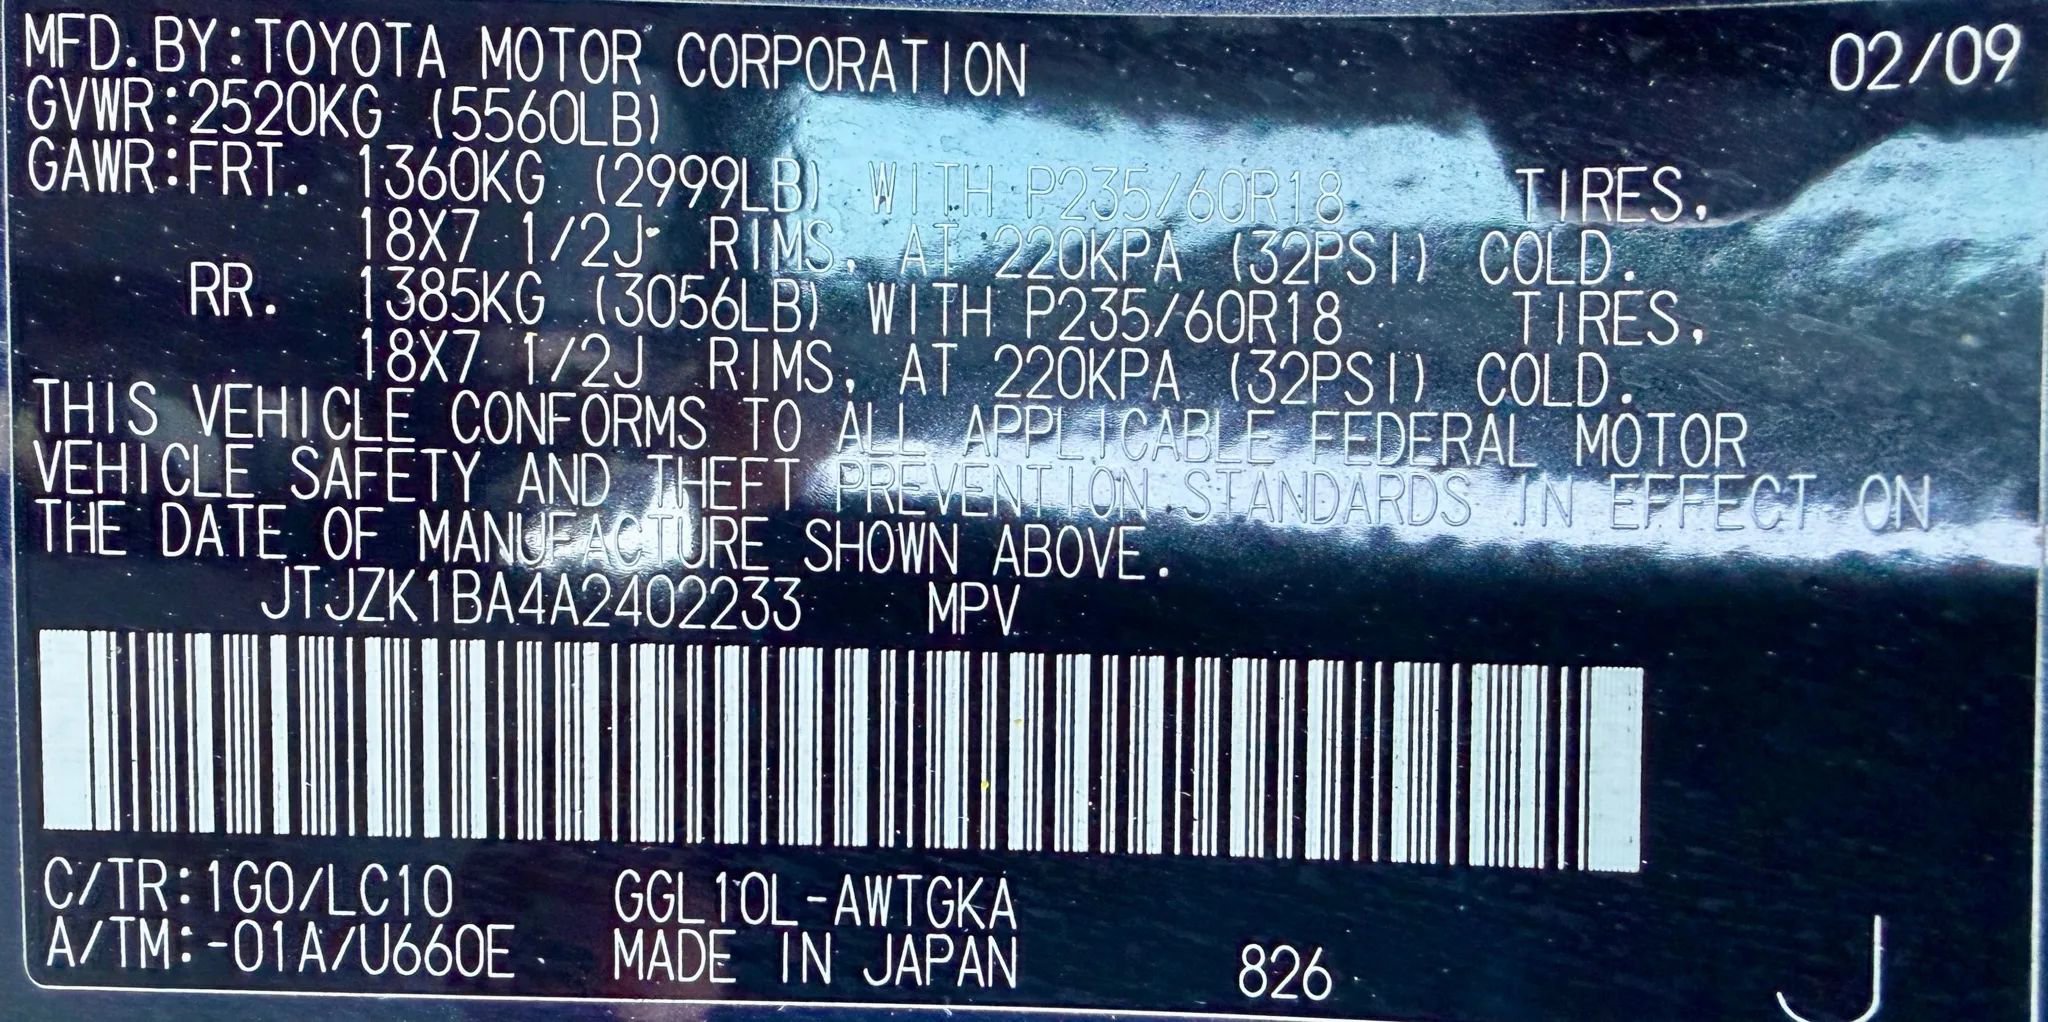 MFD. BY:TOYOTA MOTOR CORPORATION 02/09
GVWR:2520KG (5560LB)
GAWR:FRT. 1360KG (2999LB) WITH P235/60R18 TIRES,
18X7 1/2J RIMS, AT 220KPA (32PSI) COLD.
RR. 1385KG (3056LB) WITH P235/60R18 TIRES,
18X7 1/2J RIMS, AT 220KPA (32PSI) COLD.
THIS VEHICLE CONFORMS TO ALL APPLICABLE FEDERAL MOTOR
VEHICLE SAFETY AND THEFT PREVENTION STANDARDS IN EFFECT ON
THE DATE OF MANUFACTURE SHOWN ABOVE.
JTJZK1BA4A2402233 MPV
C/TR:1G0/LC10 GGL10L-AWTGKA
A/TM:-01A/U660E MADE IN JAPAN 826 J